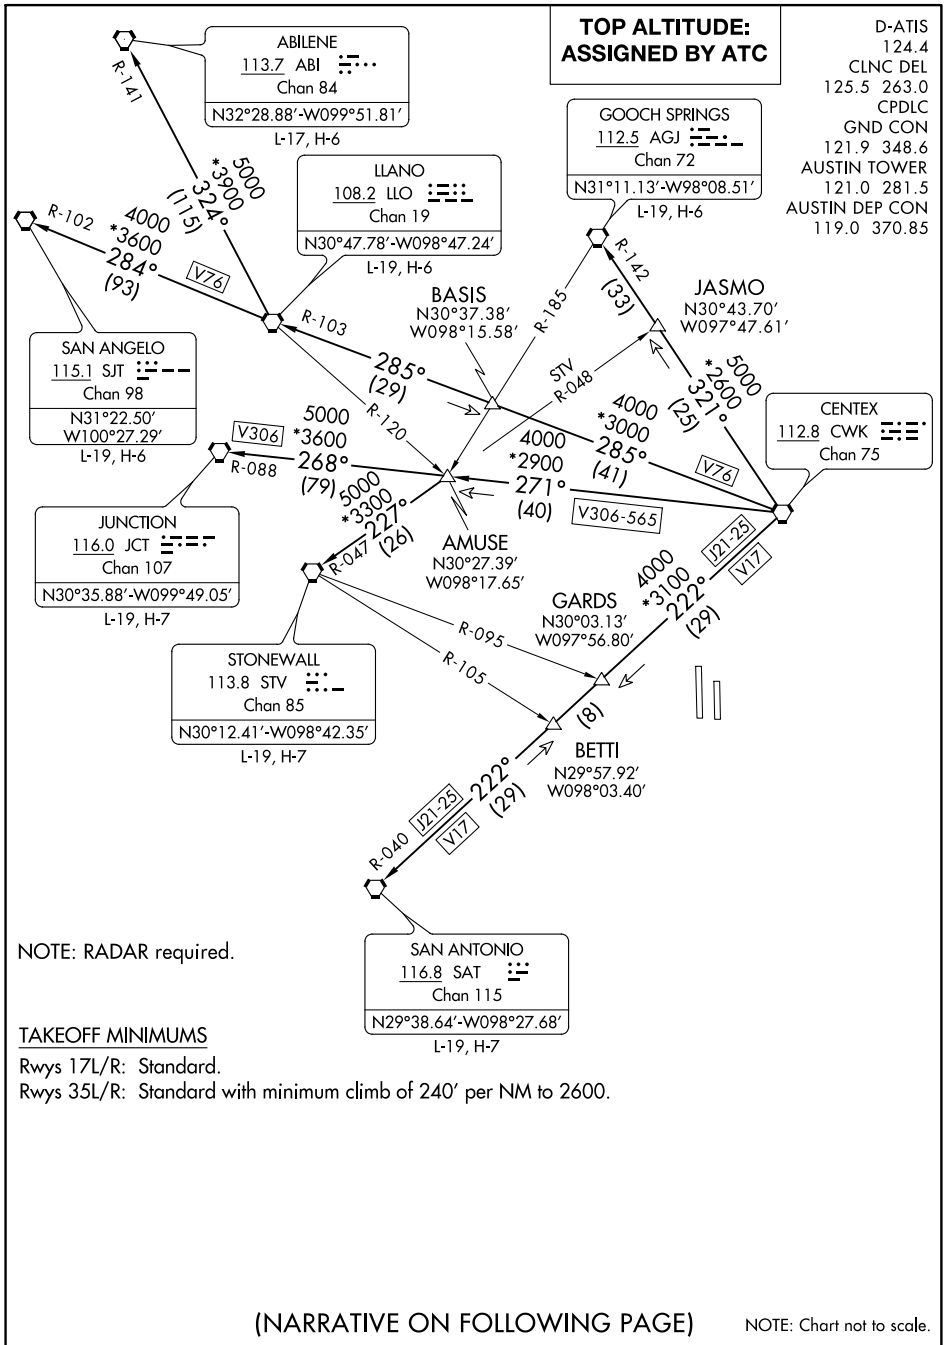 TOP ALTITUDE:
ASSIGNED BY ATC
D-ATIS
124.4
CLNC DEL
125.5 263.0
CPDLC
GND CON
121.9 348.6
AUSTIN TOWER
121.0 281.5
AUSTIN DEP CON
119.0 370.85
ABILENE
113.7 ABI
Chan 84
N32°28.88'-W099°51.81'
L-17, H-6
R-141
5000
*3900
324°
(115)
GOOCH SPRINGS
112.5 AGJ
Chan 72
N31°11.13'-W98°08.51'
L-19, H-6
LLANO
108.2 LLO
Chan 19
N30°47.78'-W098°47.24'
L-19, H-6
R-102
4000
*3600
284°
(93)
V76
R-142
(33)
JASMO
N30°43.70'
W097°47.61'
BASIS
N30°37.38'
W098°15.58'
R-185
R-103
285°
(29)
SAN ANGELO
115.1 SJT
Chan 98
N31°22.50'
W100°27.29'
L-19, H-6
STV
R-048
5000
*2600
321°
(25)
R-120
4000
*3000
285°
(41)
V76
CENTEX
112.8 CWK
Chan 75
V306
5000
*3600
268°
(79)
R-088
4000
*2900
271°
(40)
V306-565
5000
*3300
227°
(26)
R-047
JUNCTION
116.0 JCT
Chan 107
N30°35.88'-W099°49.05'
L-19, H-7
AMUSE
N30°27.39'
W098°17.65'
J21-25
V17
4000
*3100
222°
(29)
GARDS
N30°03.13'
W097°56.80'
R-095
R-105
STONEWALL
113.8 STV
Chan 85
N30°12.41'-W098°42.35'
L-19, H-7
(8)
BETTI
N29°57.92'
W098°03.40'
222°
(29)
J21-25
V17
R-040
SAN ANTONIO
116.8 SAT
Chan 115
N29°38.64'-W098°27.68'
L-19, H-7
NOTE: RADAR required.
TAKEOFF MINIMUMS
Rwys 17L/R: Standard.
Rwys 35L/R: Standard with minimum climb of 240' per NM to 2600.
(NARRATIVE ON FOLLOWING PAGE)
NOTE: Chart not to scale.